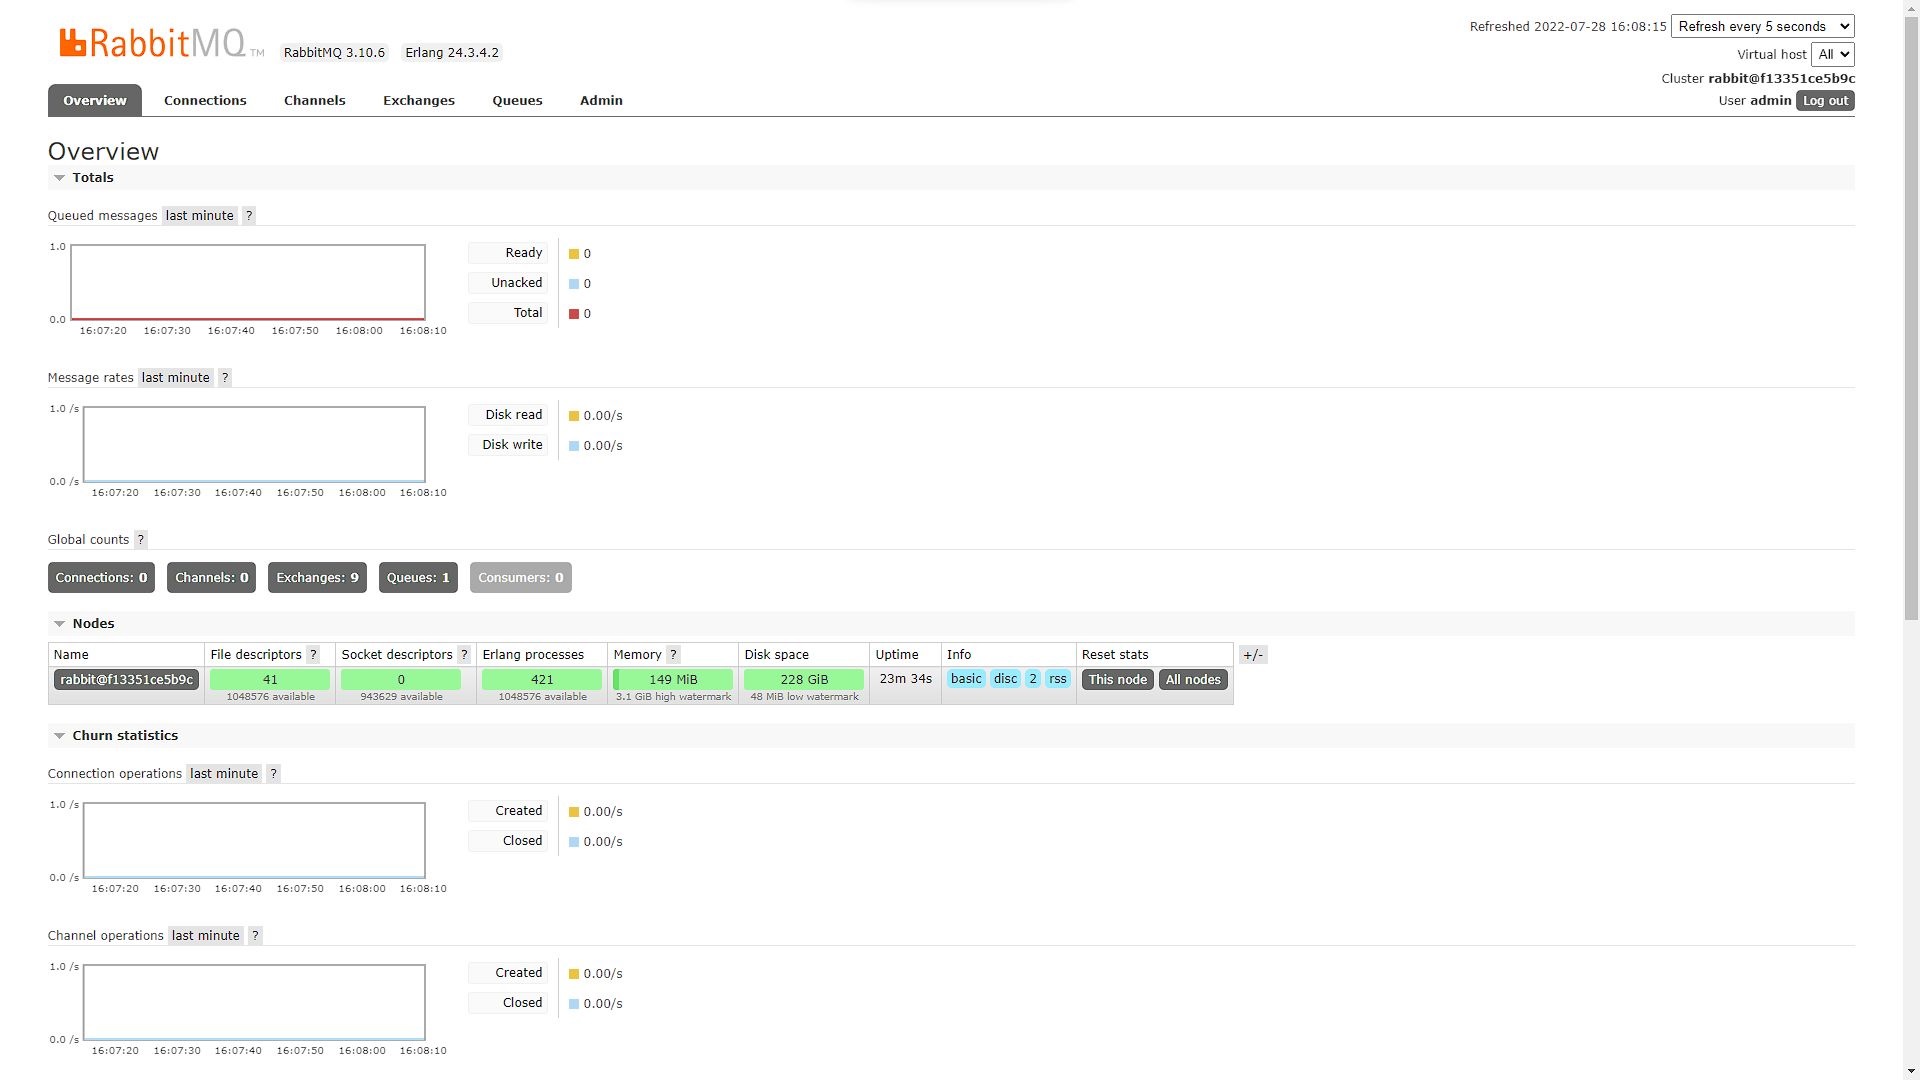 RabbitMQ TM RabbitMQ 3.10.6 Erlang 24.3.4.2
Refreshed 2022-07-28 16:08:15 Refresh every 5 seconds
Virtual host All
Cluster rabbit@f13351ce5b9c
User admin Log out
Overview Connections Channels Exchanges Queues Admin
Overview
Totals
Queued messages last minute ?
1.0
0.0
16:07:20 16:07:30 16:07:40 16:07:50 16:08:00 16:08:10
Ready 0
Unacked 0
Total 0
Message rates last minute ?
1.0 /s
0.0 /s
16:07:20 16:07:30 16:07:40 16:07:50 16:08:00 16:08:10
Disk read 0.00/s
Disk write 0.00/s
Global counts ?
Connections: 0 Channels: 0 Exchanges: 9 Queues: 1 Consumers: 0
Nodes
Name File descriptors ? Socket descriptors ? Erlang processes Memory ? Disk space Uptime Info Reset stats +/-
rabbit@f13351ce5b9c 41 0 421 149 MiB 228 GiB 23m 34s basic disc 2 rss This node All nodes
1048576 available 943629 available 1048576 available 3.1 GiB high watermark 48 MiB low watermark
Churn statistics
Connection operations last minute ?
1.0 /s
0.0 /s
16:07:20 16:07:30 16:07:40 16:07:50 16:08:00 16:08:10
Created 0.00/s
Closed 0.00/s
Channel operations last minute ?
1.0 /s
0.0 /s
16:07:20 16:07:30 16:07:40 16:07:50 16:08:00 16:08:10
Created 0.00/s
Closed 0.00/s